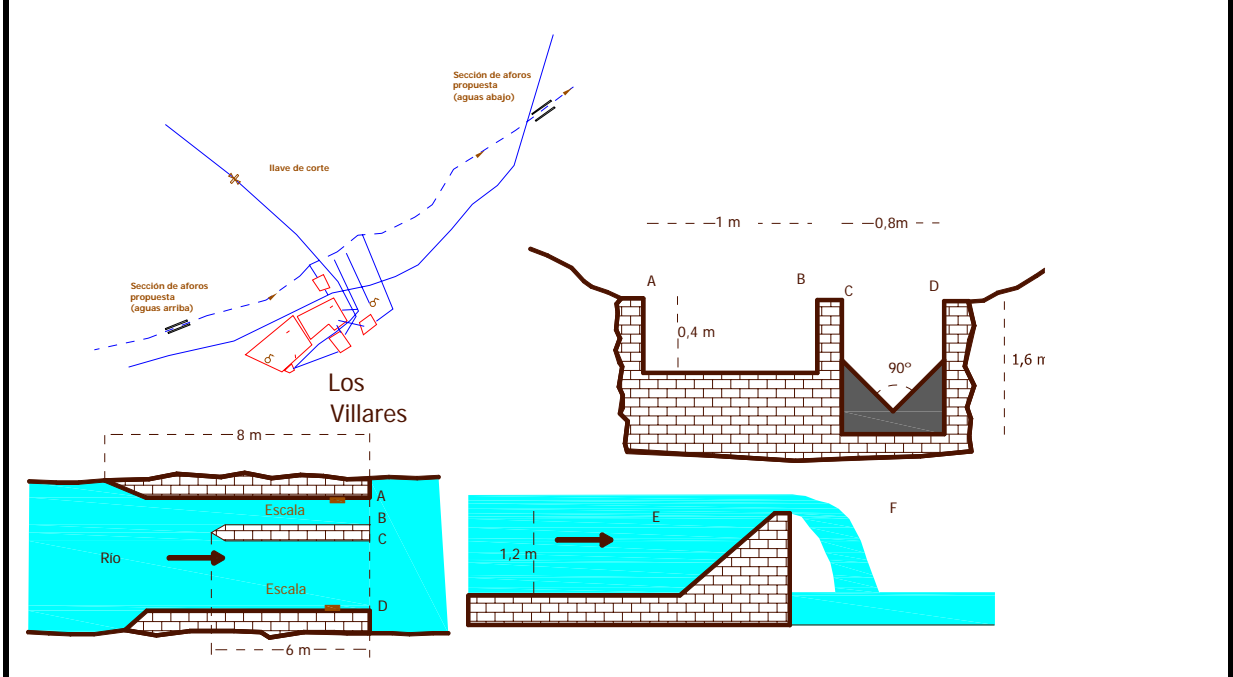 Sección de aforos
propuesta
(aguas abajo)
llave de corte
Sección de aforos
propuesta
(aguas arriba)
Los
Villares
1 m
0,8m
A
B
C
D
0,4 m
90º
1,6 m
8 m
A
Escala
B
C
Río
Escala
D
6 m
E
F
1,2 m